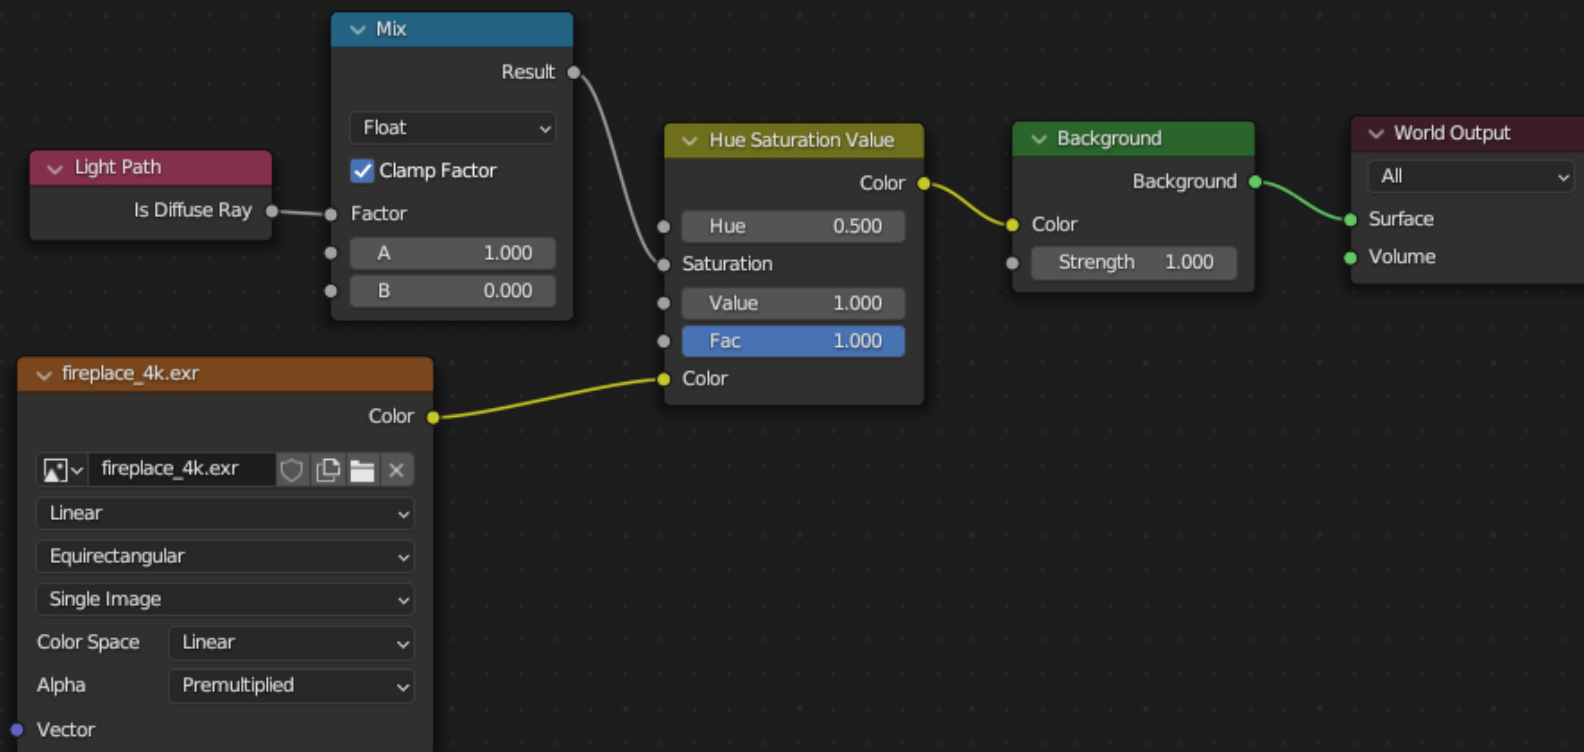 Light Path
Is Diffuse Ray
Mix
Result
Float
Clamp Factor
Factor
A 1.000
B 0.000
fireplace_4k.exr
Color
fireplace_4k.exr
Linear
Equirectangular
Single Image
Color Space Linear
Alpha Premultiplied
Vector
Hue Saturation Value
Color
Hue 0.500
Saturation
Value 1.000
Fac 1.000
Color
Background
Background
Color
Strength 1.000
World Output
All
Surface
Volume